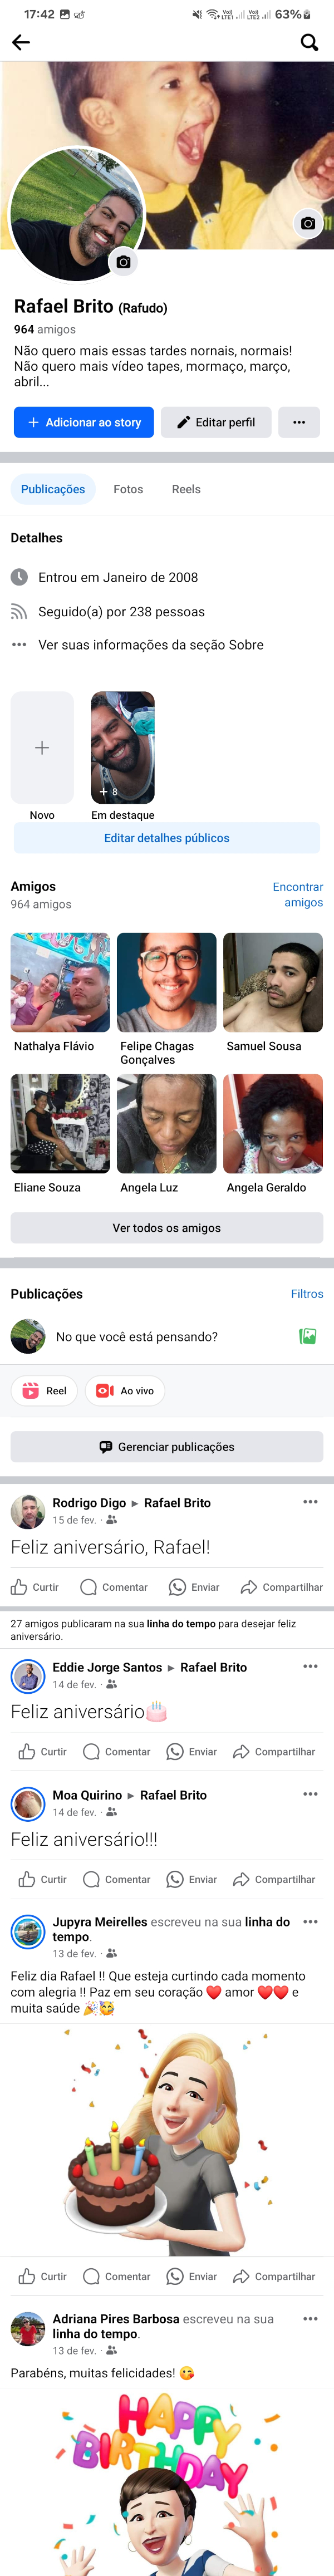 17:42
63%
Rafael Brito (Rafudo)
964 amigos
Não quero mais essas tardes nornais, normais!
Não quero mais vídeo tapes, mormaço, março,
abril...
Adicionar ao story
Editar perfil
Publicações
Fotos
Reels
Detalhes
Entrou em Janeiro de 2008
Seguido(a) por 238 pessoas
Ver suas informações da seção Sobre
+ 8
Novo
Em destaque
Editar detalhes públicos
Amigos
Encontrar
amigos
964 amigos
Nathalya Flávio
Felipe Chagas
Gonçalves
Samuel Sousa
Eliane Souza
Angela Luz
Angela Geraldo
Ver todos os amigos
Publicações
Filtros
No que você está pensando?
Reel
Ao vivo
Gerenciar publicações
Rodrigo Digo ▸ Rafael Brito
15 de fev. ·
Feliz aniversário, Rafael!
Curtir
Comentar
Enviar
Compartilhar
27 amigos publicaram na sua linha do tempo para desejar feliz
aniversário.
Eddie Jorge Santos ▸ Rafael Brito
14 de fev. ·
Feliz aniversário🎂
Curtir
Comentar
Enviar
Compartilhar
Moa Quirino ▸ Rafael Brito
14 de fev. ·
Feliz aniversário!!!
Curtir
Comentar
Enviar
Compartilhar
Jupyra Meirelles escreveu na sua linha do
tempo.
13 de fev. ·
Feliz dia Rafael !! Que esteja curtindo cada momento
com alegria !! Paz em seu coração ❤️ amor ❤️❤️ e
muita saúde 🎉🥳
Curtir
Comentar
Enviar
Compartilhar
Adriana Pires Barbosa escreveu na sua
linha do tempo.
13 de fev. ·
Parabéns, muitas felicidades! 😋
HAPPY
BIRTHDAY